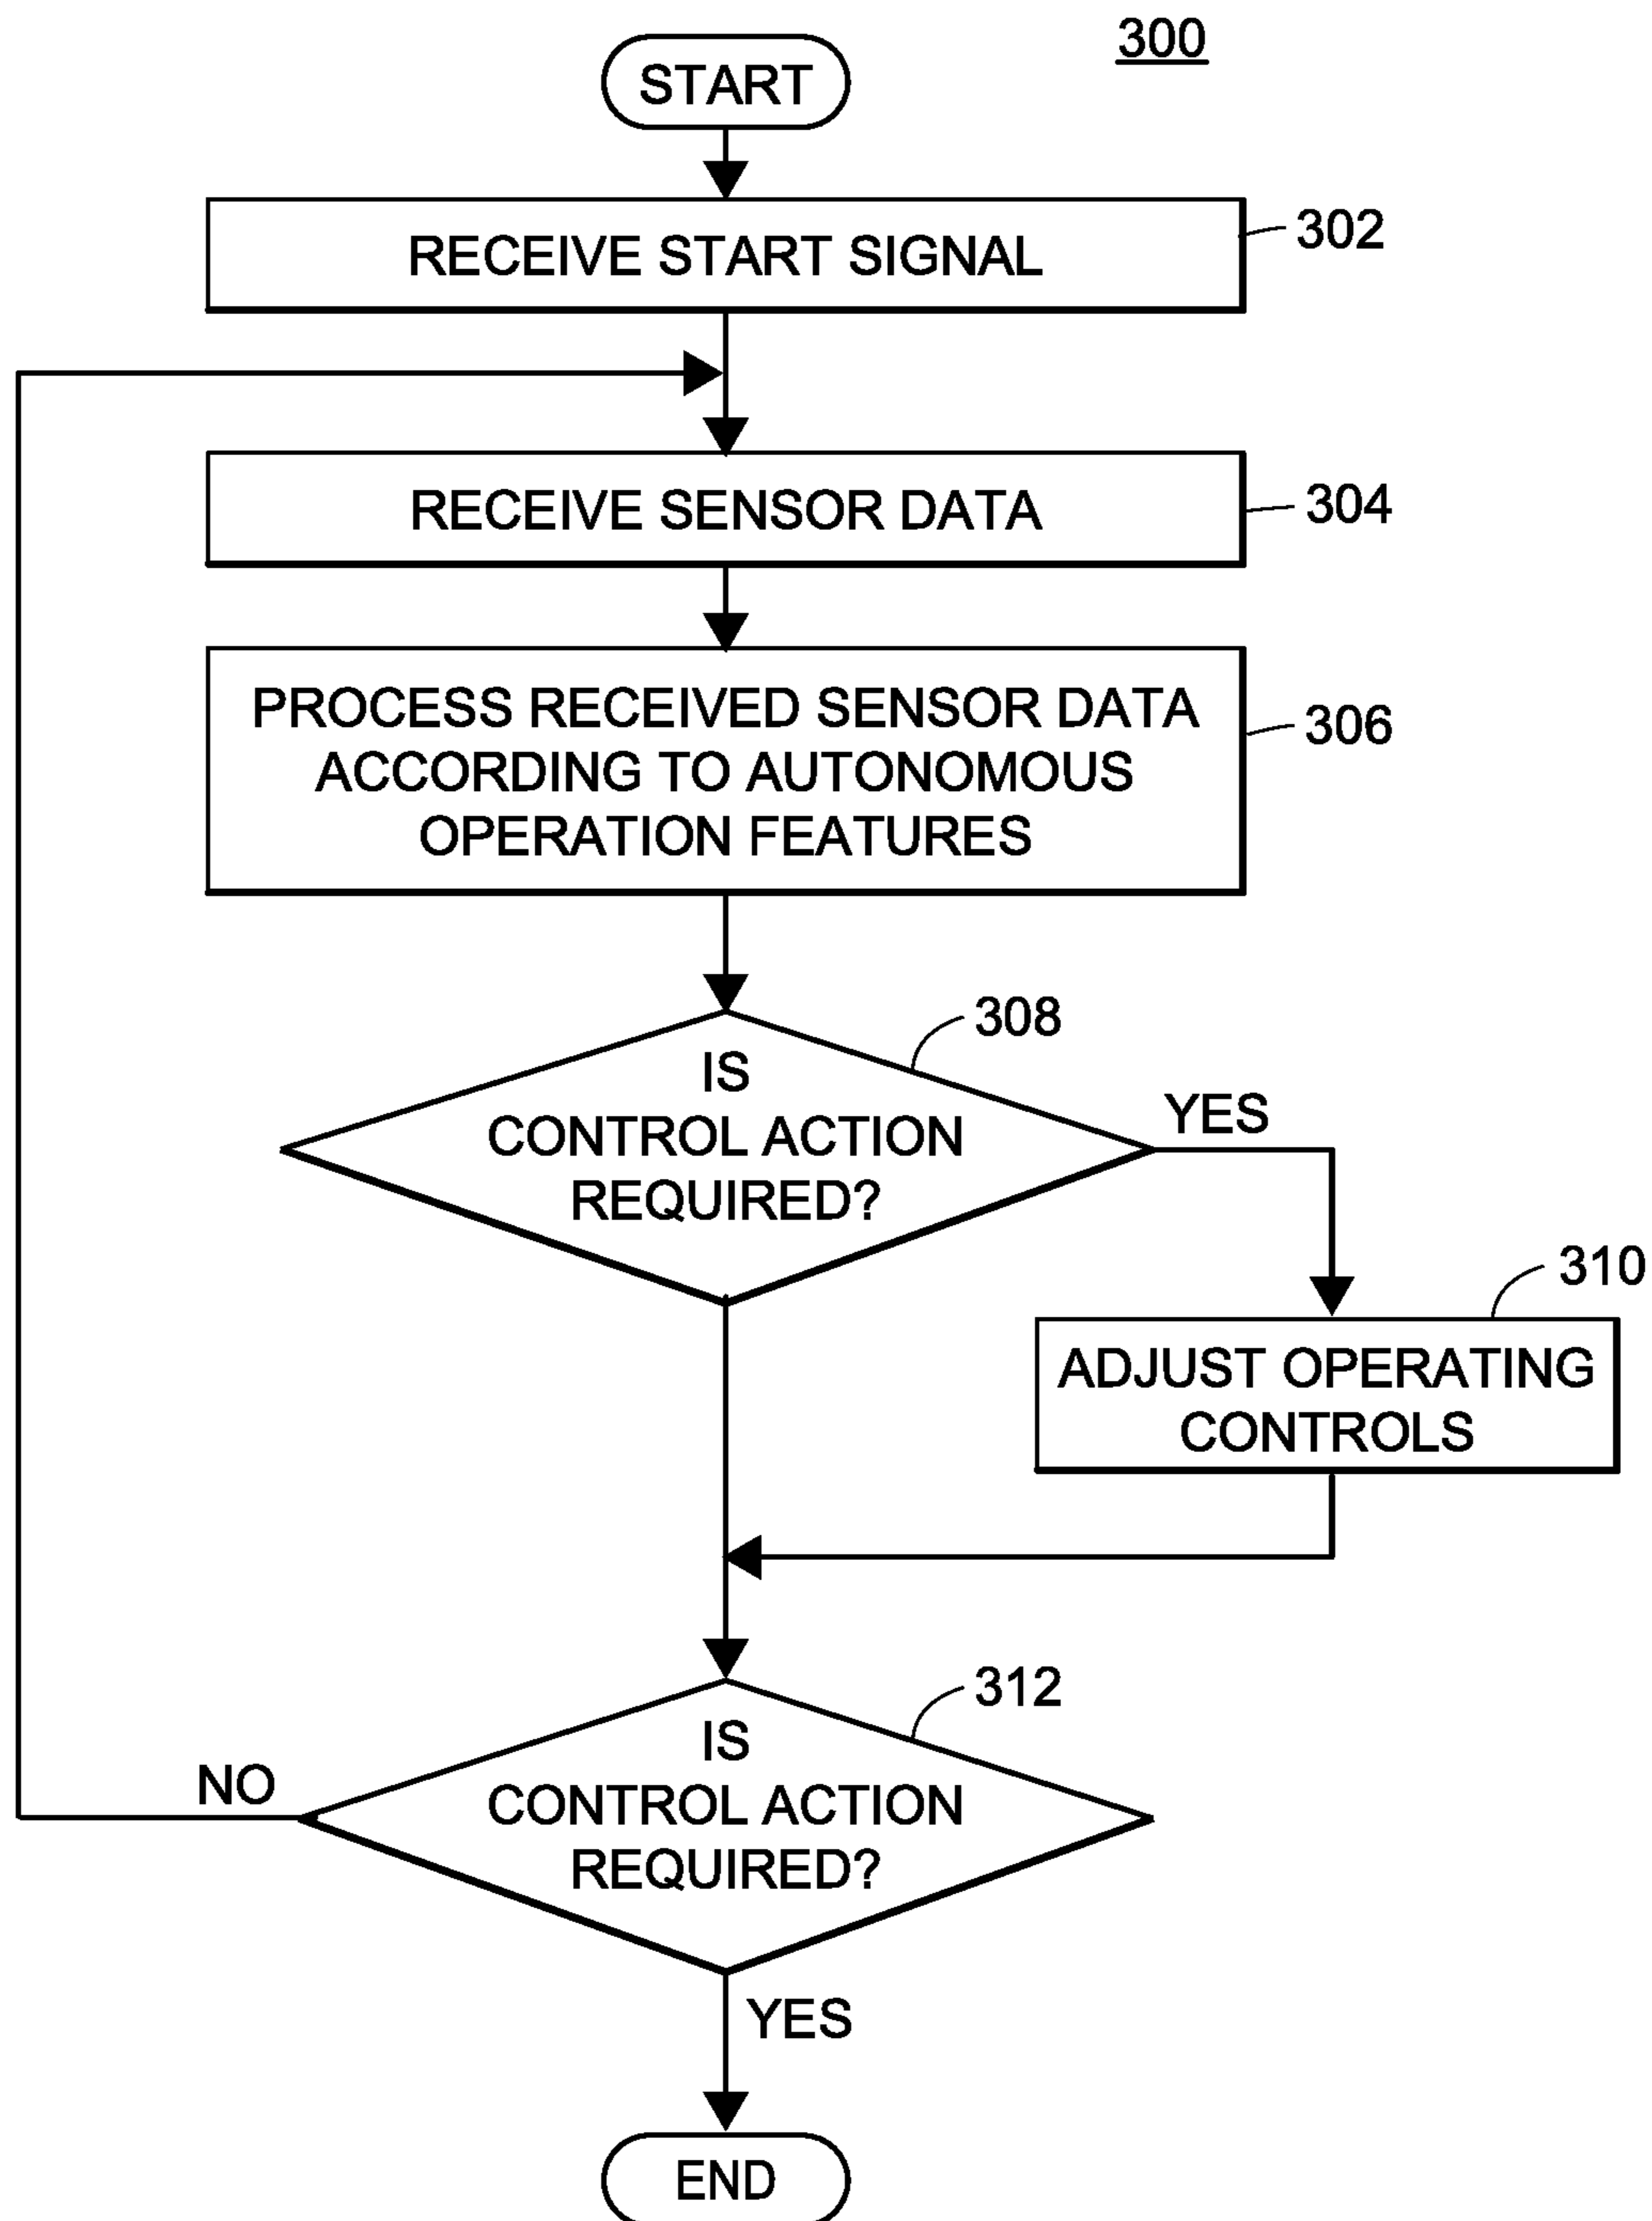 300
START
RECEIVE START SIGNAL
302
RECEIVE SENSOR DATA
304
PROCESS RECEIVED SENSOR DATA
ACCORDING TO AUTONOMOUS
OPERATION FEATURES
306
308
IS
CONTROL ACTION
REQUIRED?
YES
310
ADJUST OPERATING
CONTROLS
312
IS
CONTROL ACTION
REQUIRED?
NO
YES
END